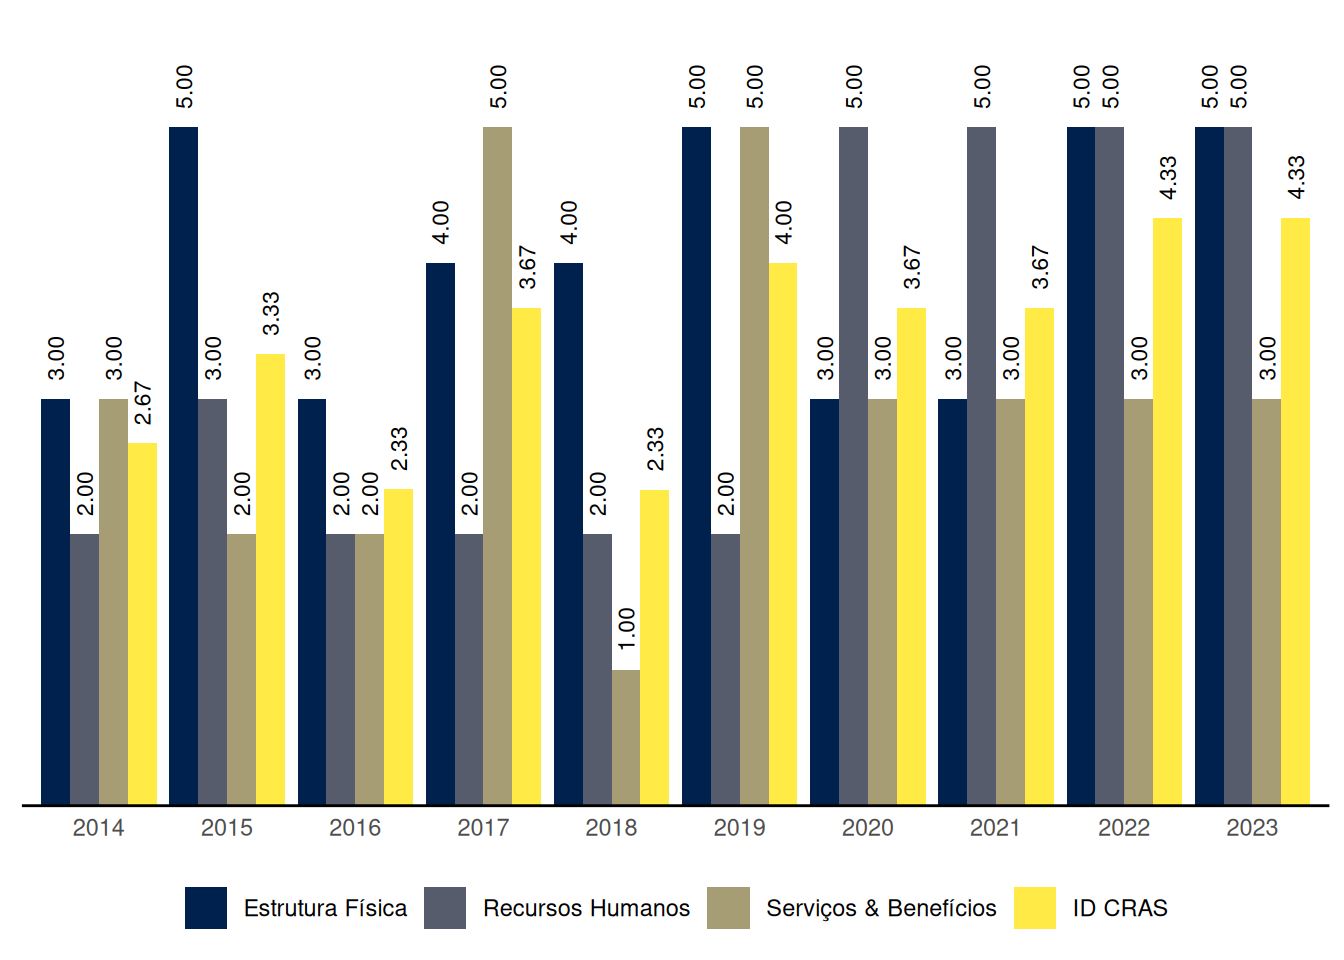 5.00 5.00 5.00 5.00 5.00 5.00 5.00 5.00 5.00 5.00
4.33 4.33
4.00 4.00 4.00
3.67 3.67 3.67
3.33
3.00 3.00 3.00 3.00 3.00 3.00 3.00 3.00 3.00 3.00
2.67
2.33 2.33
2.00 2.00 2.00 2.00 2.00 2.00 2.00
1.00
2014 2015 2016 2017 2018 2019 2020 2021 2022 2023
Estrutura Física Recursos Humanos Serviços & Benefícios ID CRAS